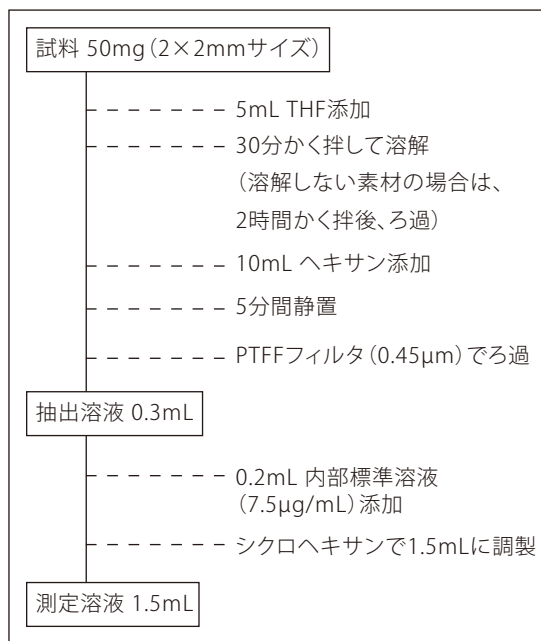 試料 50mg(2×2mmサイズ)
5mL THF添加
30分かく拌して溶解
(溶解しない素材の場合は、
2時間かく拌後、ろ過)
10mL ヘキサン添加
5分間静置
PTFFフィルタ(0.45μm)でろ過
抽出溶液 0.3mL
0.2mL 内部標準溶液
(7.5μg/mL)添加
シクロヘキサンで1.5mLに調製
測定溶液 1.5mL